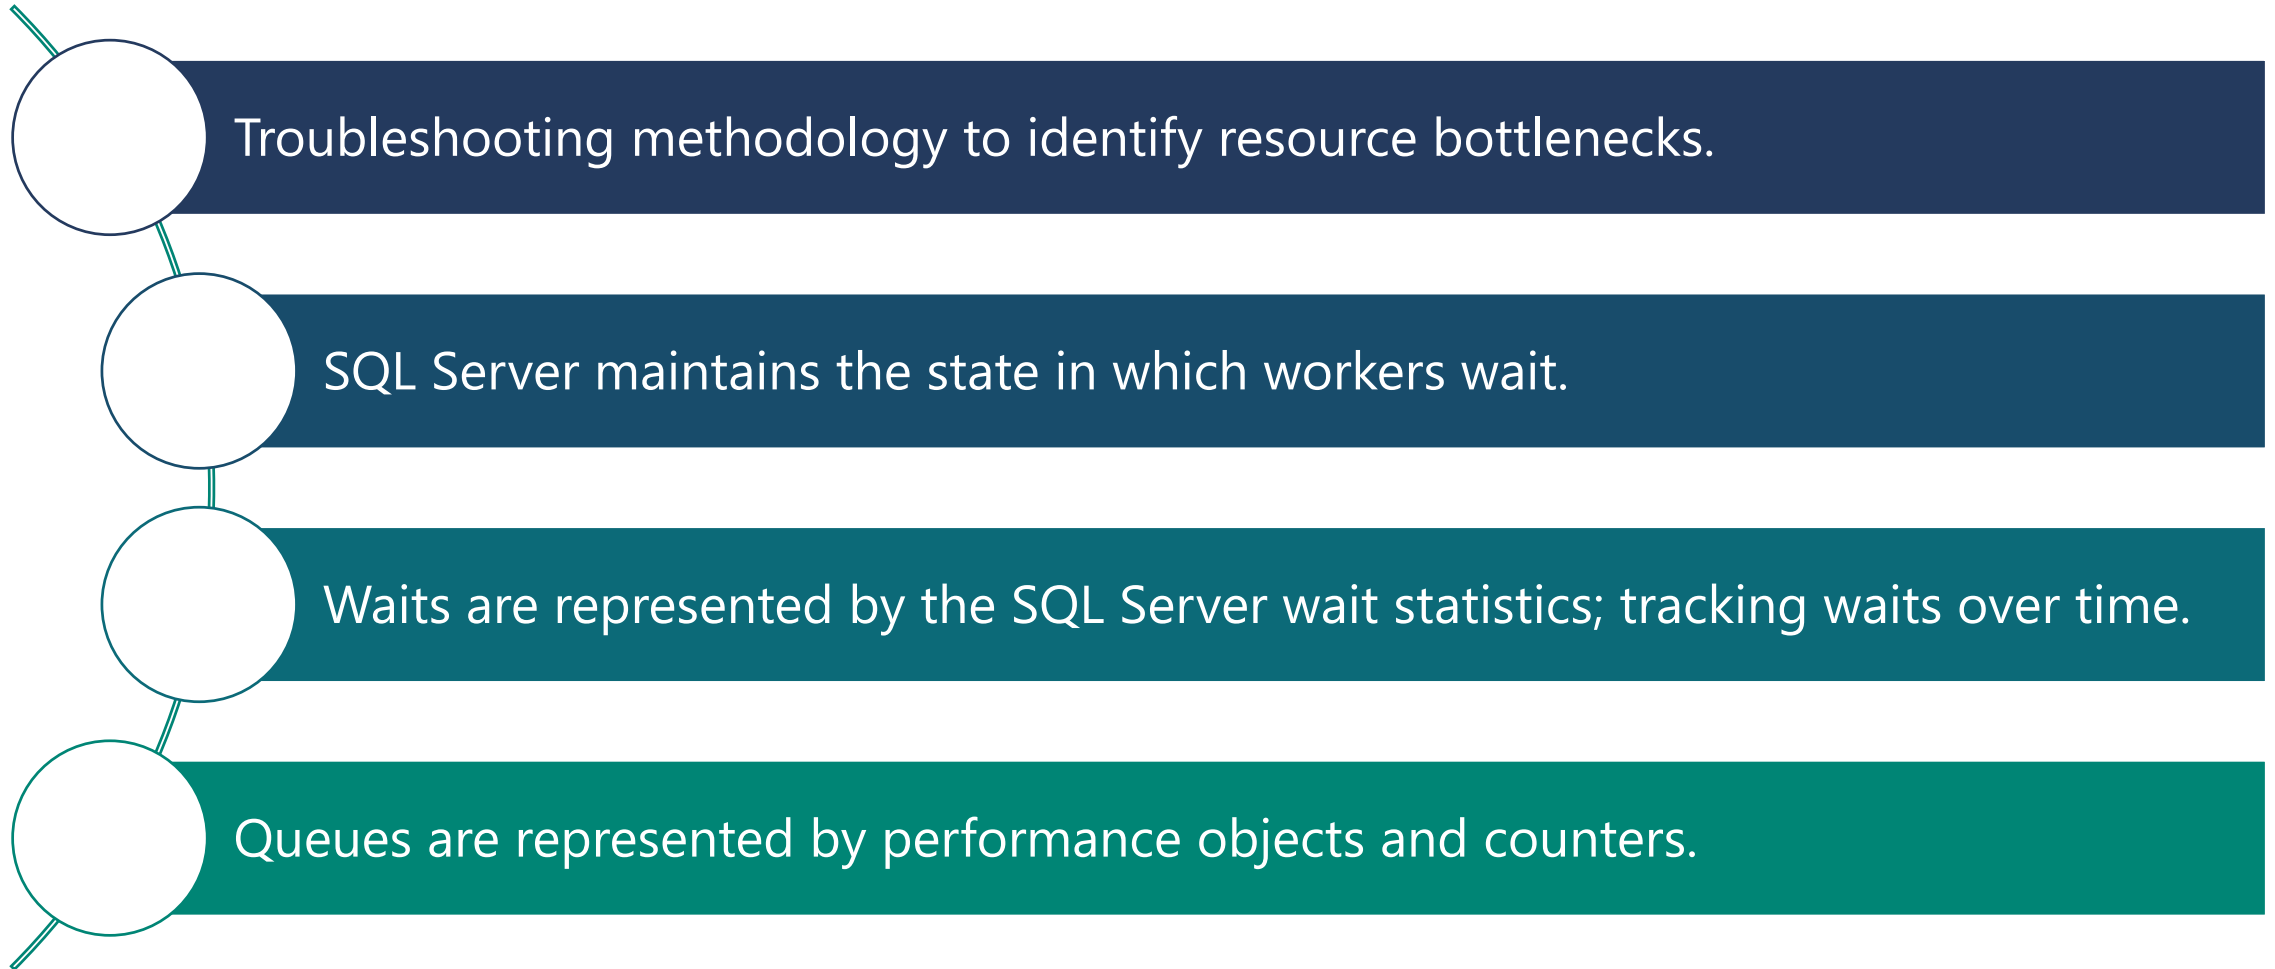 Troubleshooting methodology to identify resource bottlenecks.
SQL Server maintains the state in which workers wait.
Waits are represented by the SQL Server wait statistics; tracking waits over time.
Queues are represented by performance objects and counters.